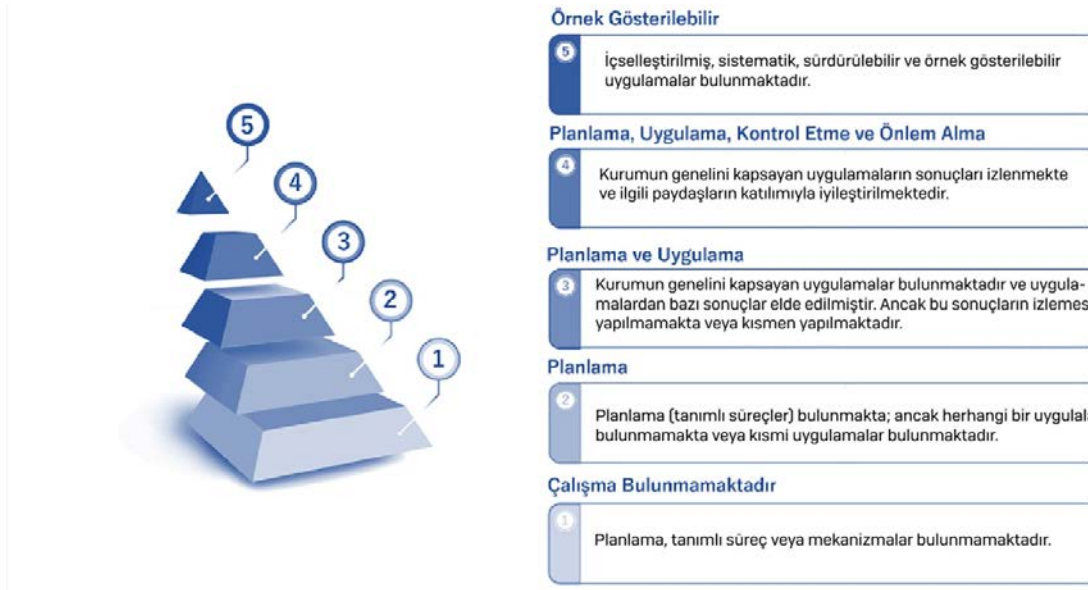 Örnek Gösterilebilir
5
İçselleştirilmiş, sistematik, sürdürülebilir ve örnek gösterilebilir
uygulamalar bulunmaktadır.
Planlama, Uygulama, Kontrol Etme ve Önlem Alma
4
Kurumun genelini kapsayan uygulamaların sonuçları izlenmekte
ve ilgili paydaşların katılımıyla iyileştirilmektedir.
Planlama ve Uygulama
3
Kurumun genelini kapsayan uygulamalar bulunmaktadır ve uygula-
malardan bazı sonuçlar elde edilmiştir. Ancak bu sonuçların izlemes
yapılmamakta veya kısmen yapılmaktadır.
Planlama
2
Planlama (tanımlı süreçler) bulunmakta; ancak herhangi bir uygulal
bulunmamakta veya kısmi uygulamalar bulunmaktadır.
Çalışma Bulunmamaktadır
1
Planlama, tanımlı süreç veya mekanizmalar bulunmamaktadır.
5
4
3
2
1